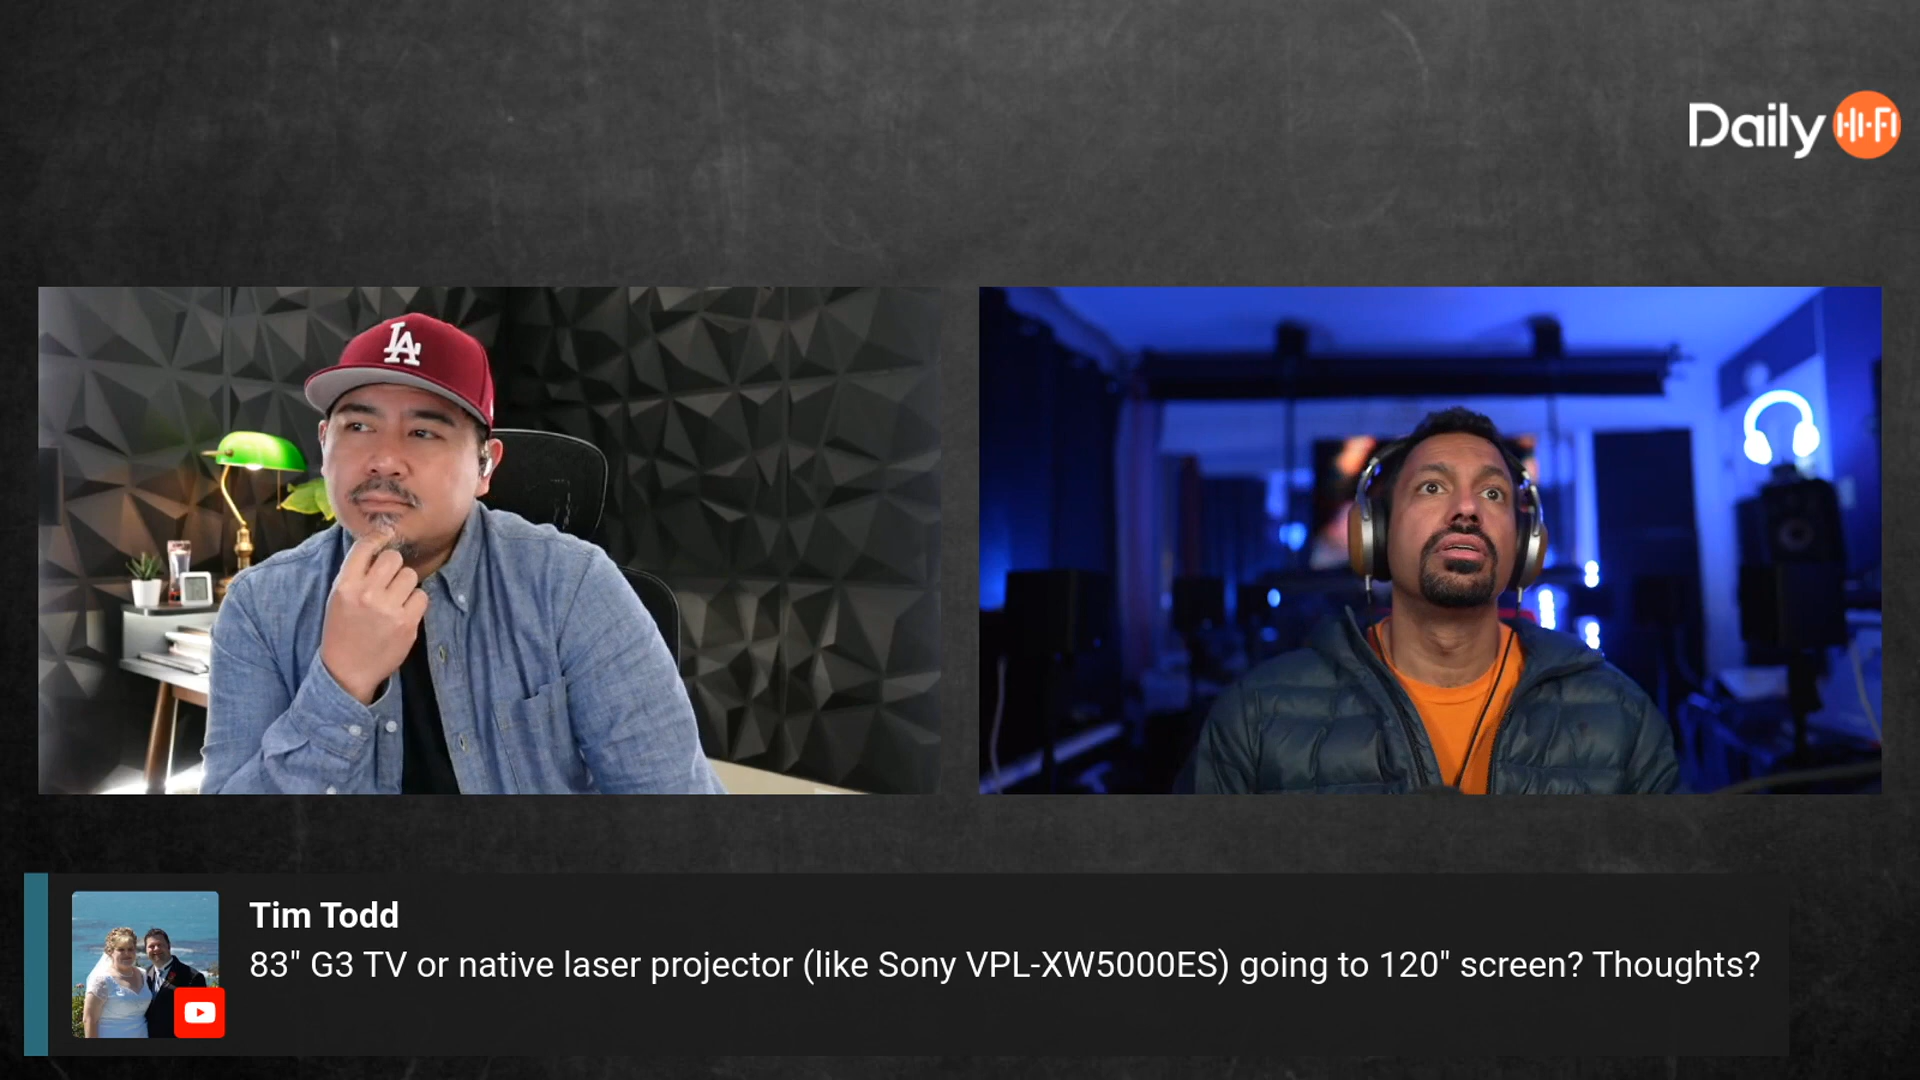 Daily HI-FI
LA
Tim Todd
83" G3 TV or native laser projector (like Sony VPL-XW5000ES) going to 120" screen? Thoughts?